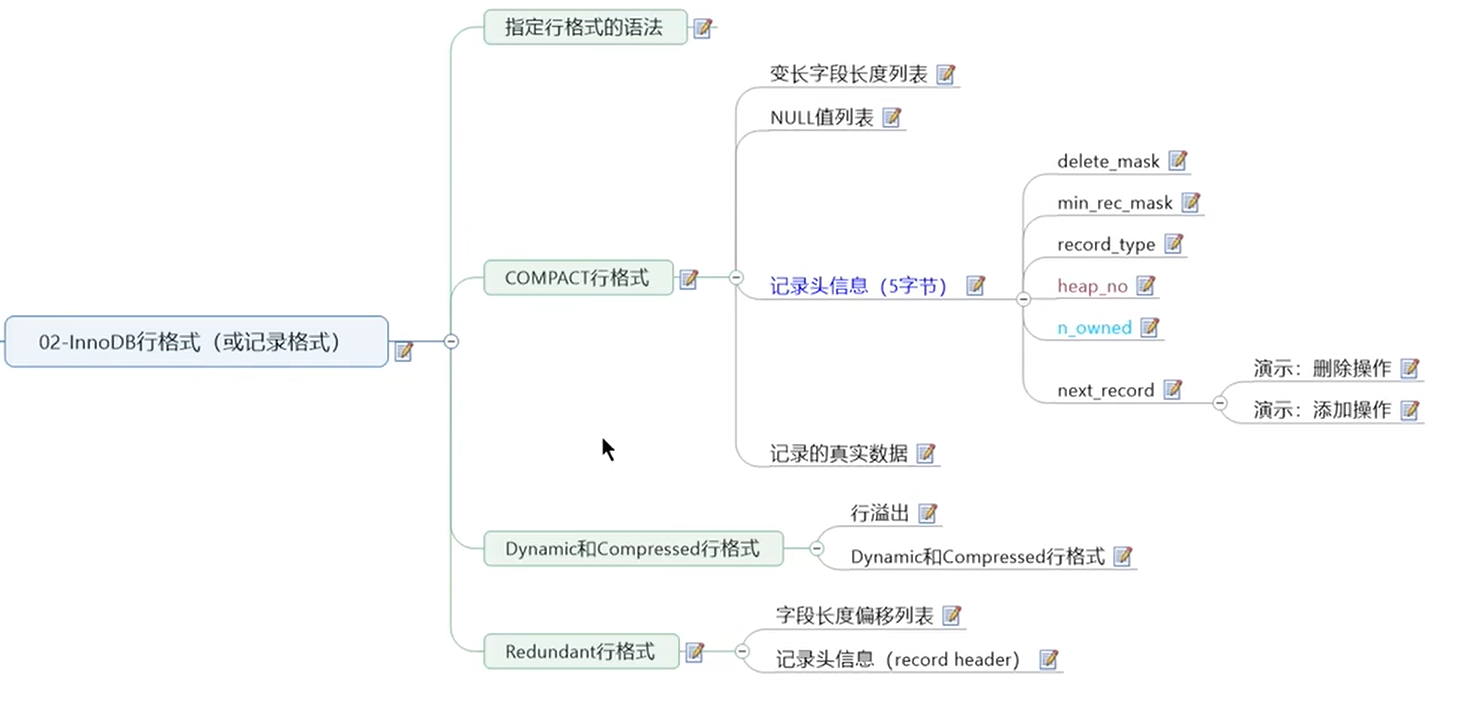 指定行格式的语法
变长字段长度列表
NULL值列表
delete_mask
min_rec_mask
record_type
COMPACT行格式
记录头信息（5字节）
heap_no
n_owned
02-InnoDB行格式（或记录格式）
演示：删除操作
next_record
演示：添加操作
记录的真实数据
行溢出
Dynamic和Compressed行格式
Dynamic和Compressed行格式
字段长度偏移列表
Redundant行格式
记录头信息（record header）